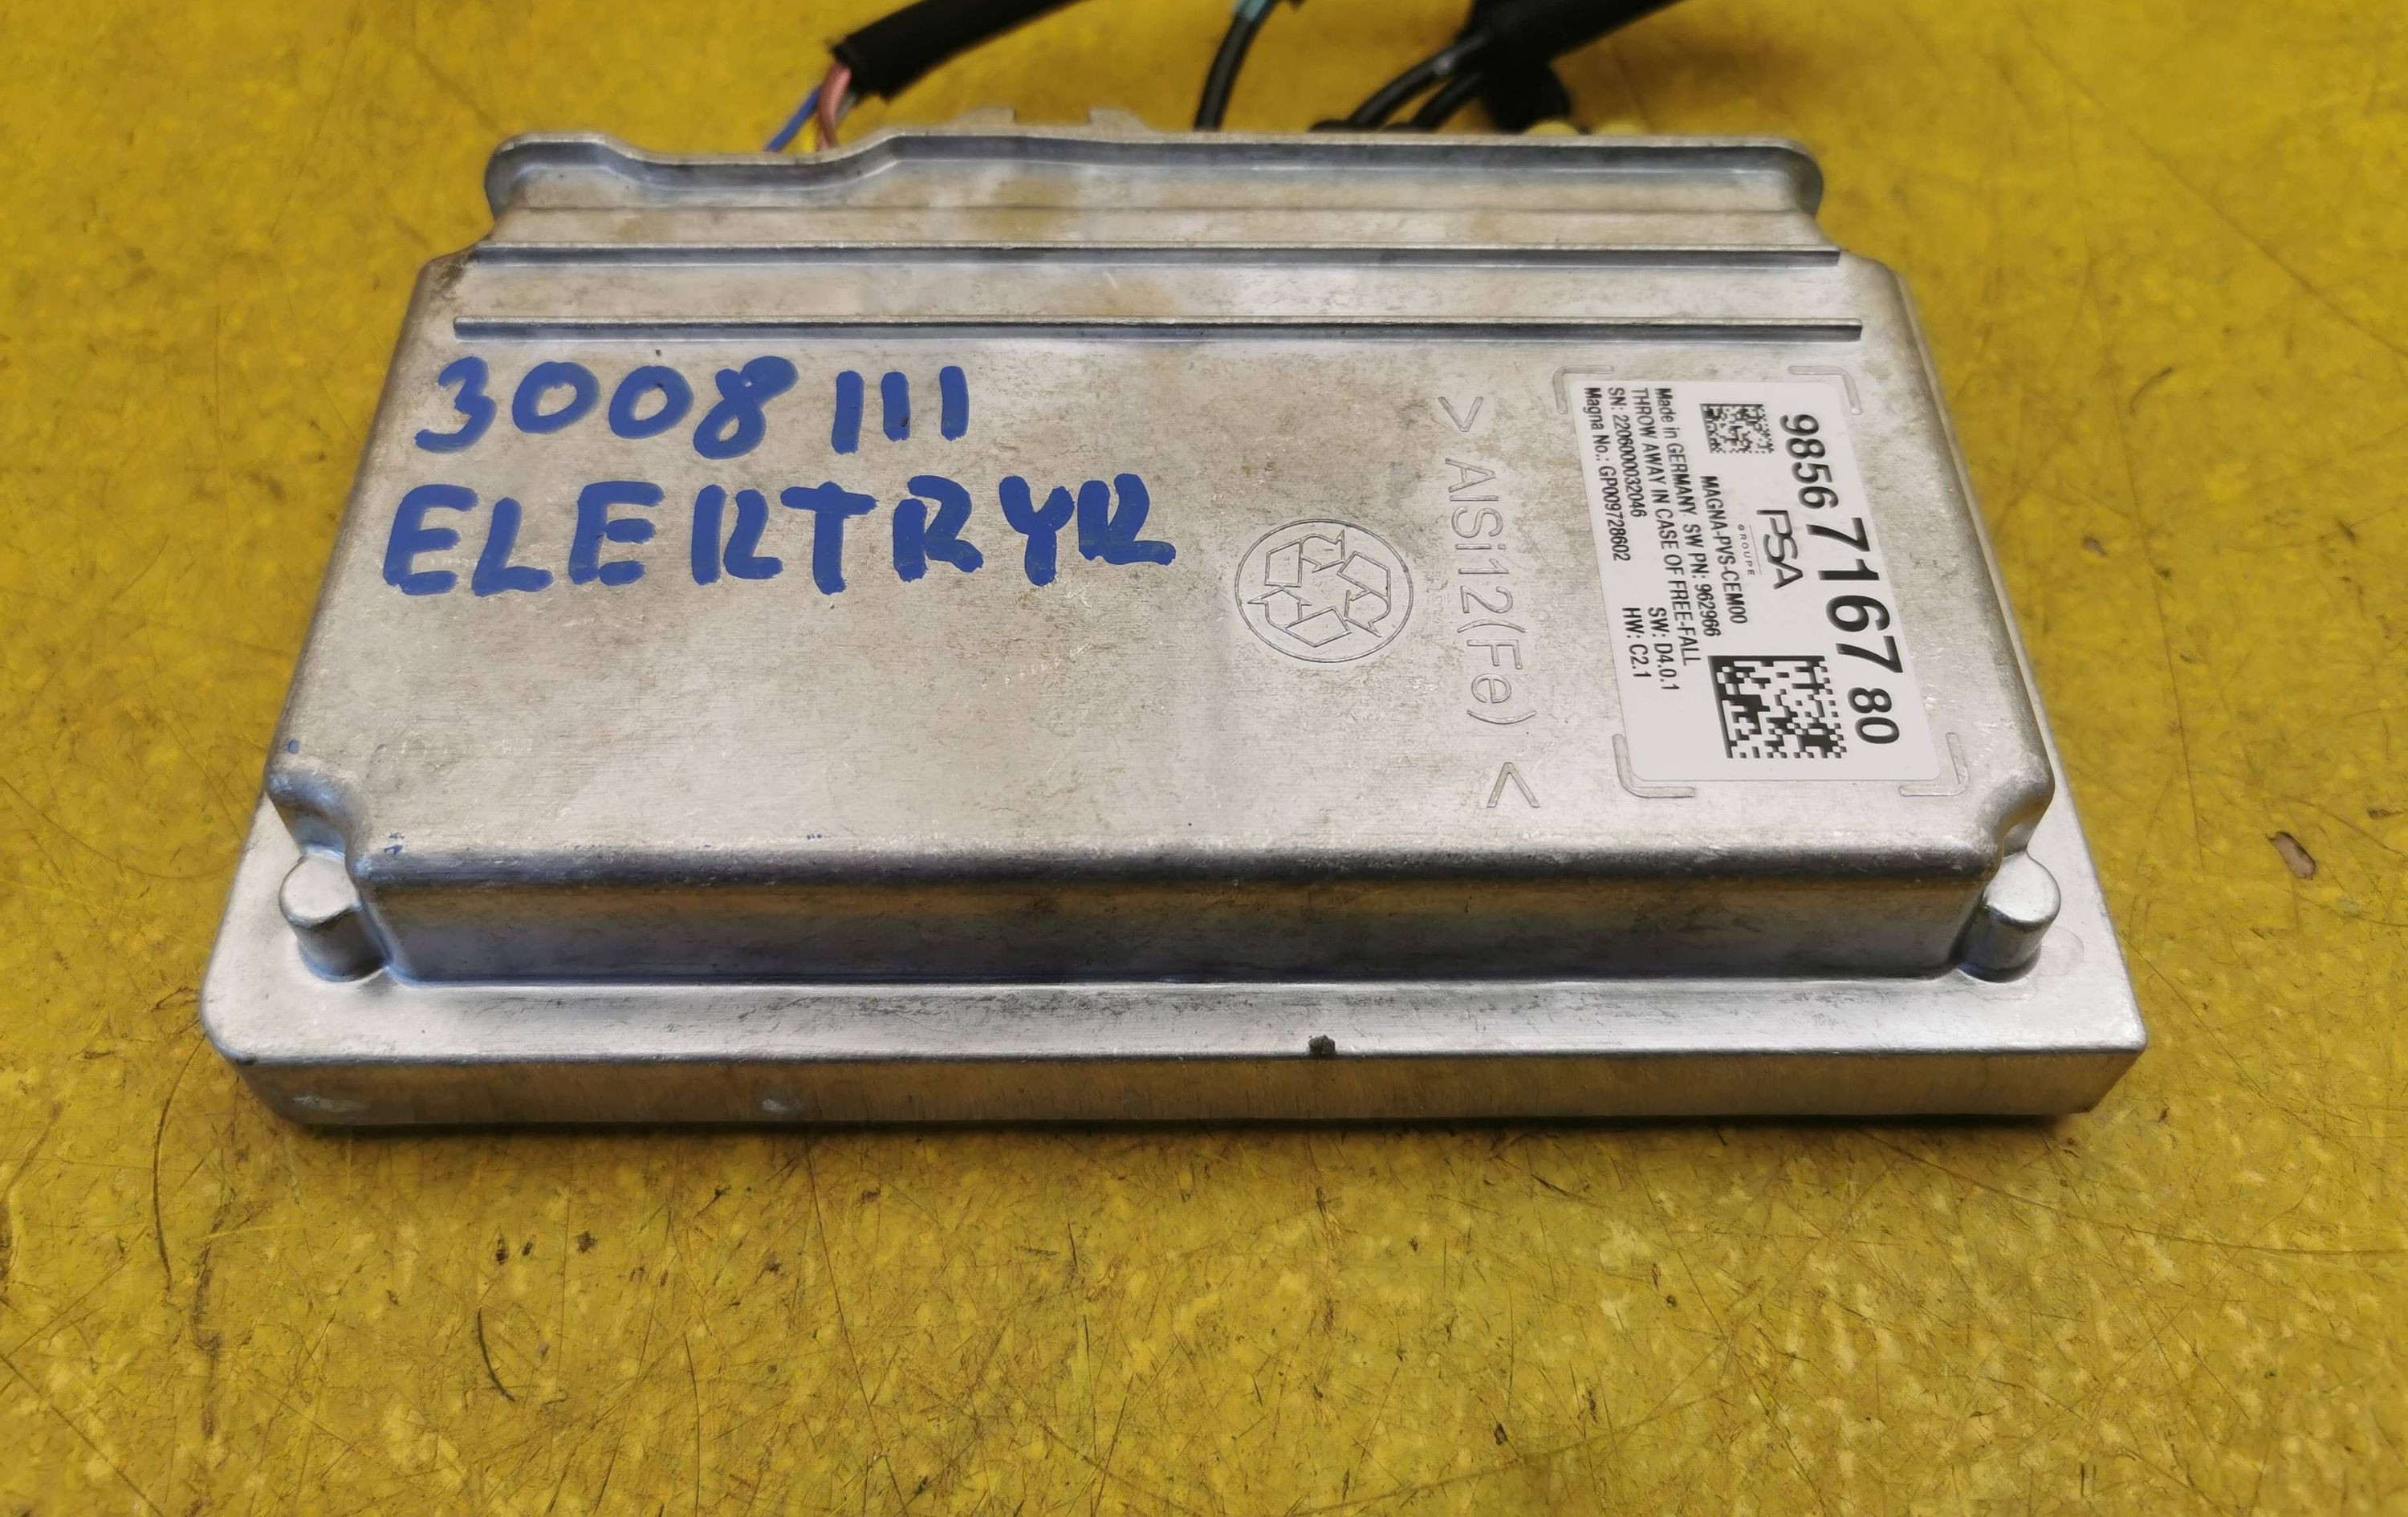 3008 III
ELEKTRYK
>AlSi12(Fe)<
9856 7167 80
GROUPE
PSA
MAGNA-PVS-CEM00
Made in GERMANY SW PN: 962966
THROW AWAY IN CASE OF FREE-FALL
SN: 2206000032046 SW: D4.0.1
Magna No.: GP009728602 HW: C2.1